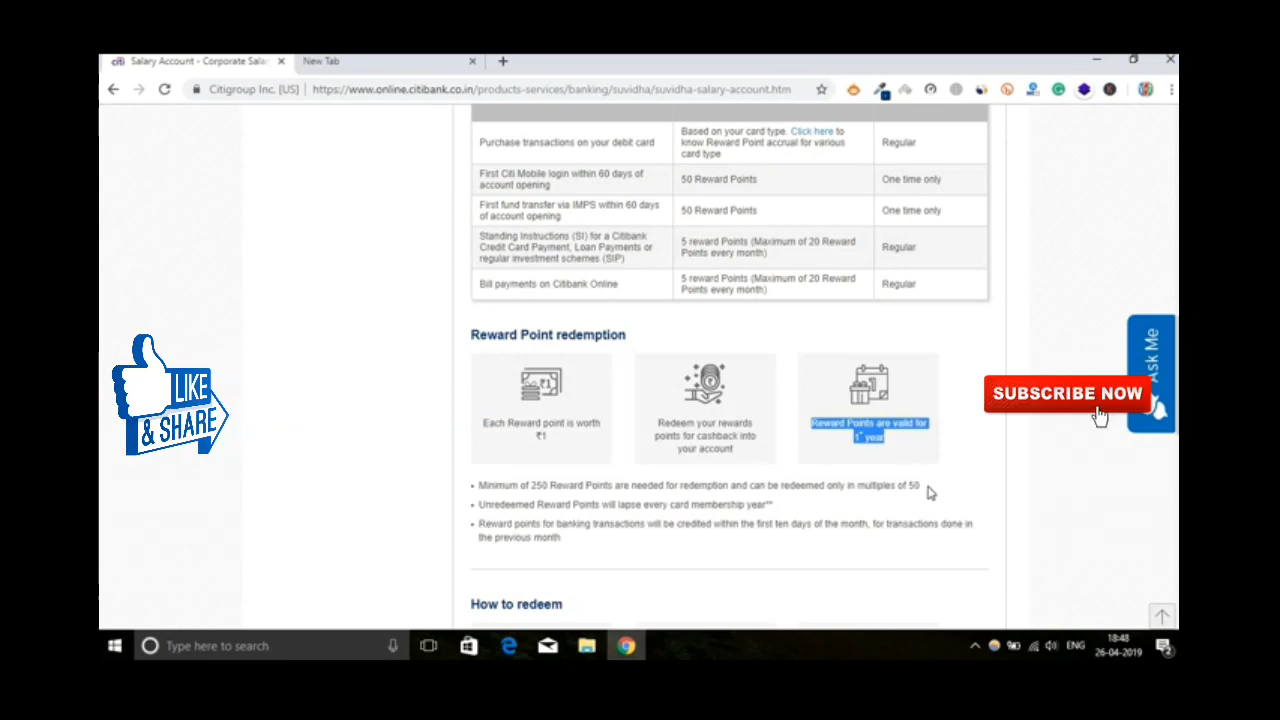 Salary Account - Corporate Sala
New Tab
Citigroup Inc. [US] | https://www.online.citibank.co.in/products-services/banking/suvidha/suvidha-salary-account.htm
Purchase transactions on your debit card
Based on your card type. Click here to
know Reward Point accrual for various
card type
Regular
First Citi Mobile login within 60 days of
account opening
50 Reward Points
One time only
First fund transfer via IMPS within 60 days
of account opening
50 Reward Points
One time only
Standing Instructions (SI) for a Citibank
Credit Card Payment, Loan Payments or
regular investment schemes (SIP)
5 reward Points (Maximum of 20 Reward
Points every month)
Regular
Bill payments on Citibank Online
5 reward Points (Maximum of 20 Reward
Points every month)
Regular
Reward Point redemption
₹1
Each Reward point is worth
₹1
Redeem your rewards
points for cashback into
your account
1
Reward Points are valid for
1* year
• Minimum of 250 Reward Points are needed for redemption and can be redeemed only in multiples of 50
• Unredeemed Reward Points will lapse every card membership year**
• Reward points for banking transactions will be credited within the first ten days of the month, for transactions done in
the previous month
How to redeem
LIKE
& SHARE
Ask Me
SUBSCRIBE NOW
Type here to search
ENG
18:48
26-04-2019
2